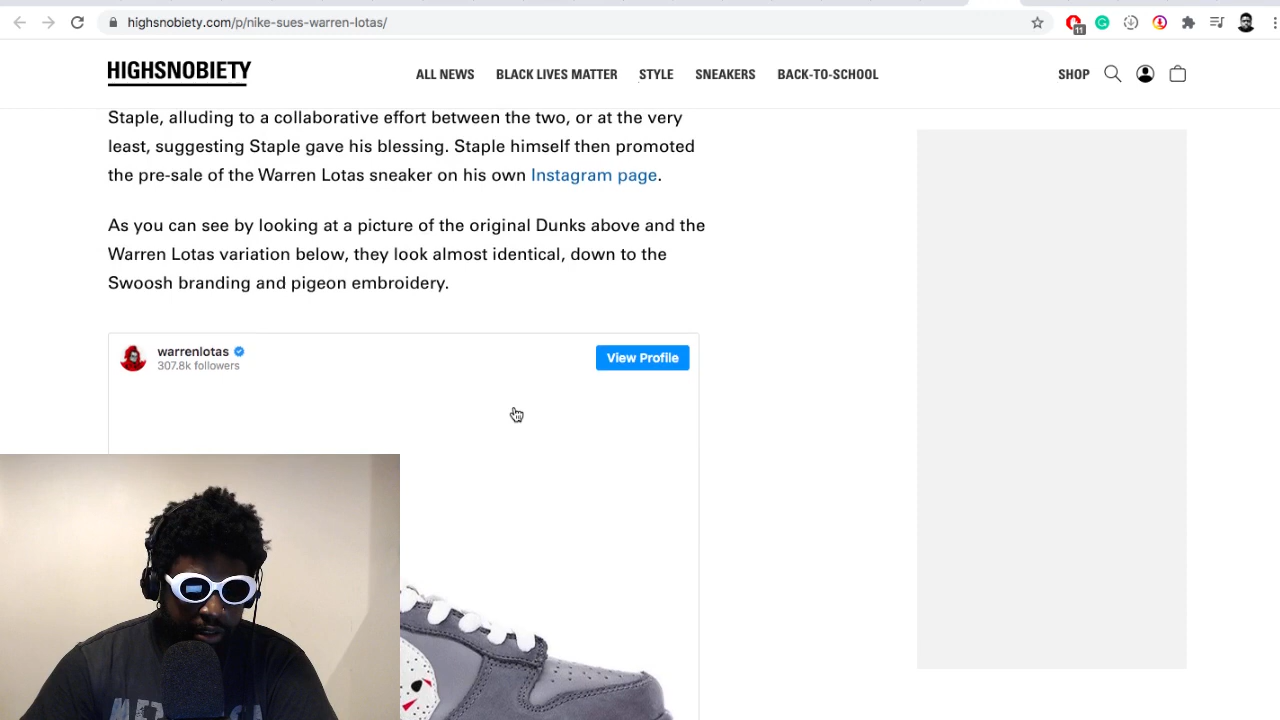 highsnobiety.com/p/nike-sues-warren-lotas/
11
HIGHSNOBIETY
ALL NEWS BLACK LIVES MATTER STYLE SNEAKERS BACK-TO-SCHOOL
SHOP
Staple, alluding to a collaborative effort between the two, or at the very
least, suggesting Staple gave his blessing. Staple himself then promoted
the pre-sale of the Warren Lotas sneaker on his own Instagram page.
As you can see by looking at a picture of the original Dunks above and the
Warren Lotas variation below, they look almost identical, down to the
Swoosh branding and pigeon embroidery.
warrenlotas
307.8k followers
View Profile